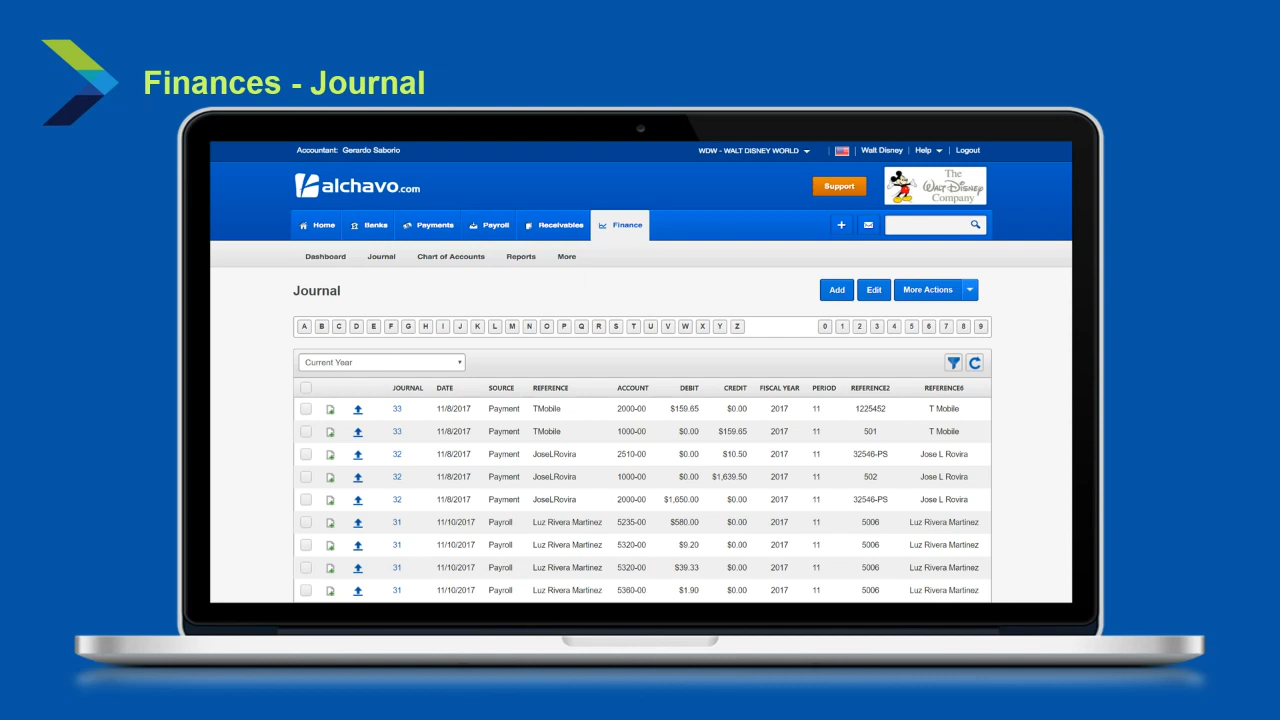 Finances - Journal
Accountant: Gerardo Saborio WDW - WALT DISNEY WORLD | Walt Disney | Help | Logout
alchavo.com Support The Walt Disney Company
Home Banks Payments Payroll Receivables Finance
Dashboard Journal Chart of Accounts Reports More
Journal Add Edit More Actions
A B C D E F G H I J K L M N O P Q R S T U V W X Y Z 0 1 2 3 4 5 6 7 8 9
Current Year
JOURNAL DATE SOURCE REFERENCE ACCOUNT DEBIT CREDIT FISCAL YEAR PERIOD REFERENCE2 REFERENCE6
33 11/8/2017 Payment TMobile 2000-00 $159.65 $0.00 2017 11 1225452 T Mobile
33 11/8/2017 Payment TMobile 1000-00 $0.00 $159.65 2017 11 501 T Mobile
32 11/8/2017 Payment JoseLRovira 2510-00 $0.00 $10.50 2017 11 32546-PS Jose L Rovira
32 11/8/2017 Payment JoseLRovira 1000-00 $0.00 $1,639.50 2017 11 502 Jose L Rovira
32 11/8/2017 Payment JoseLRovira 2000-00 $1,650.00 $0.00 2017 11 32546-PS Jose L Rovira
31 11/10/2017 Payroll Luz Rivera Martinez 5235-00 $580.00 $0.00 2017 11 5006 Luz Rivera Martinez
31 11/10/2017 Payroll Luz Rivera Martinez 5320-00 $9.20 $0.00 2017 11 5006 Luz Rivera Martinez
31 11/10/2017 Payroll Luz Rivera Martinez 5320-00 $39.33 $0.00 2017 11 5006 Luz Rivera Martinez
31 11/10/2017 Payroll Luz Rivera Martinez 5360-00 $1.90 $0.00 2017 11 5006 Luz Rivera Martinez